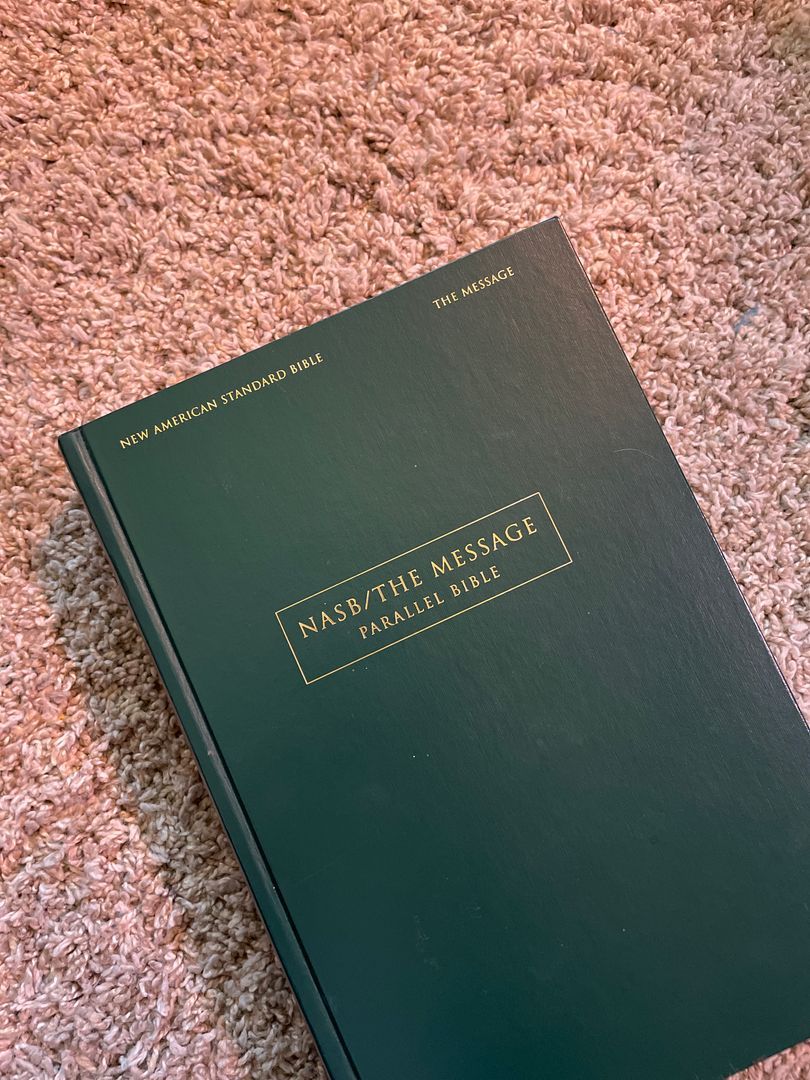 NEW AMERICAN STANDARD BIBLE
THE MESSAGE
NASB/THE MESSAGE
PARALLEL BIBLE